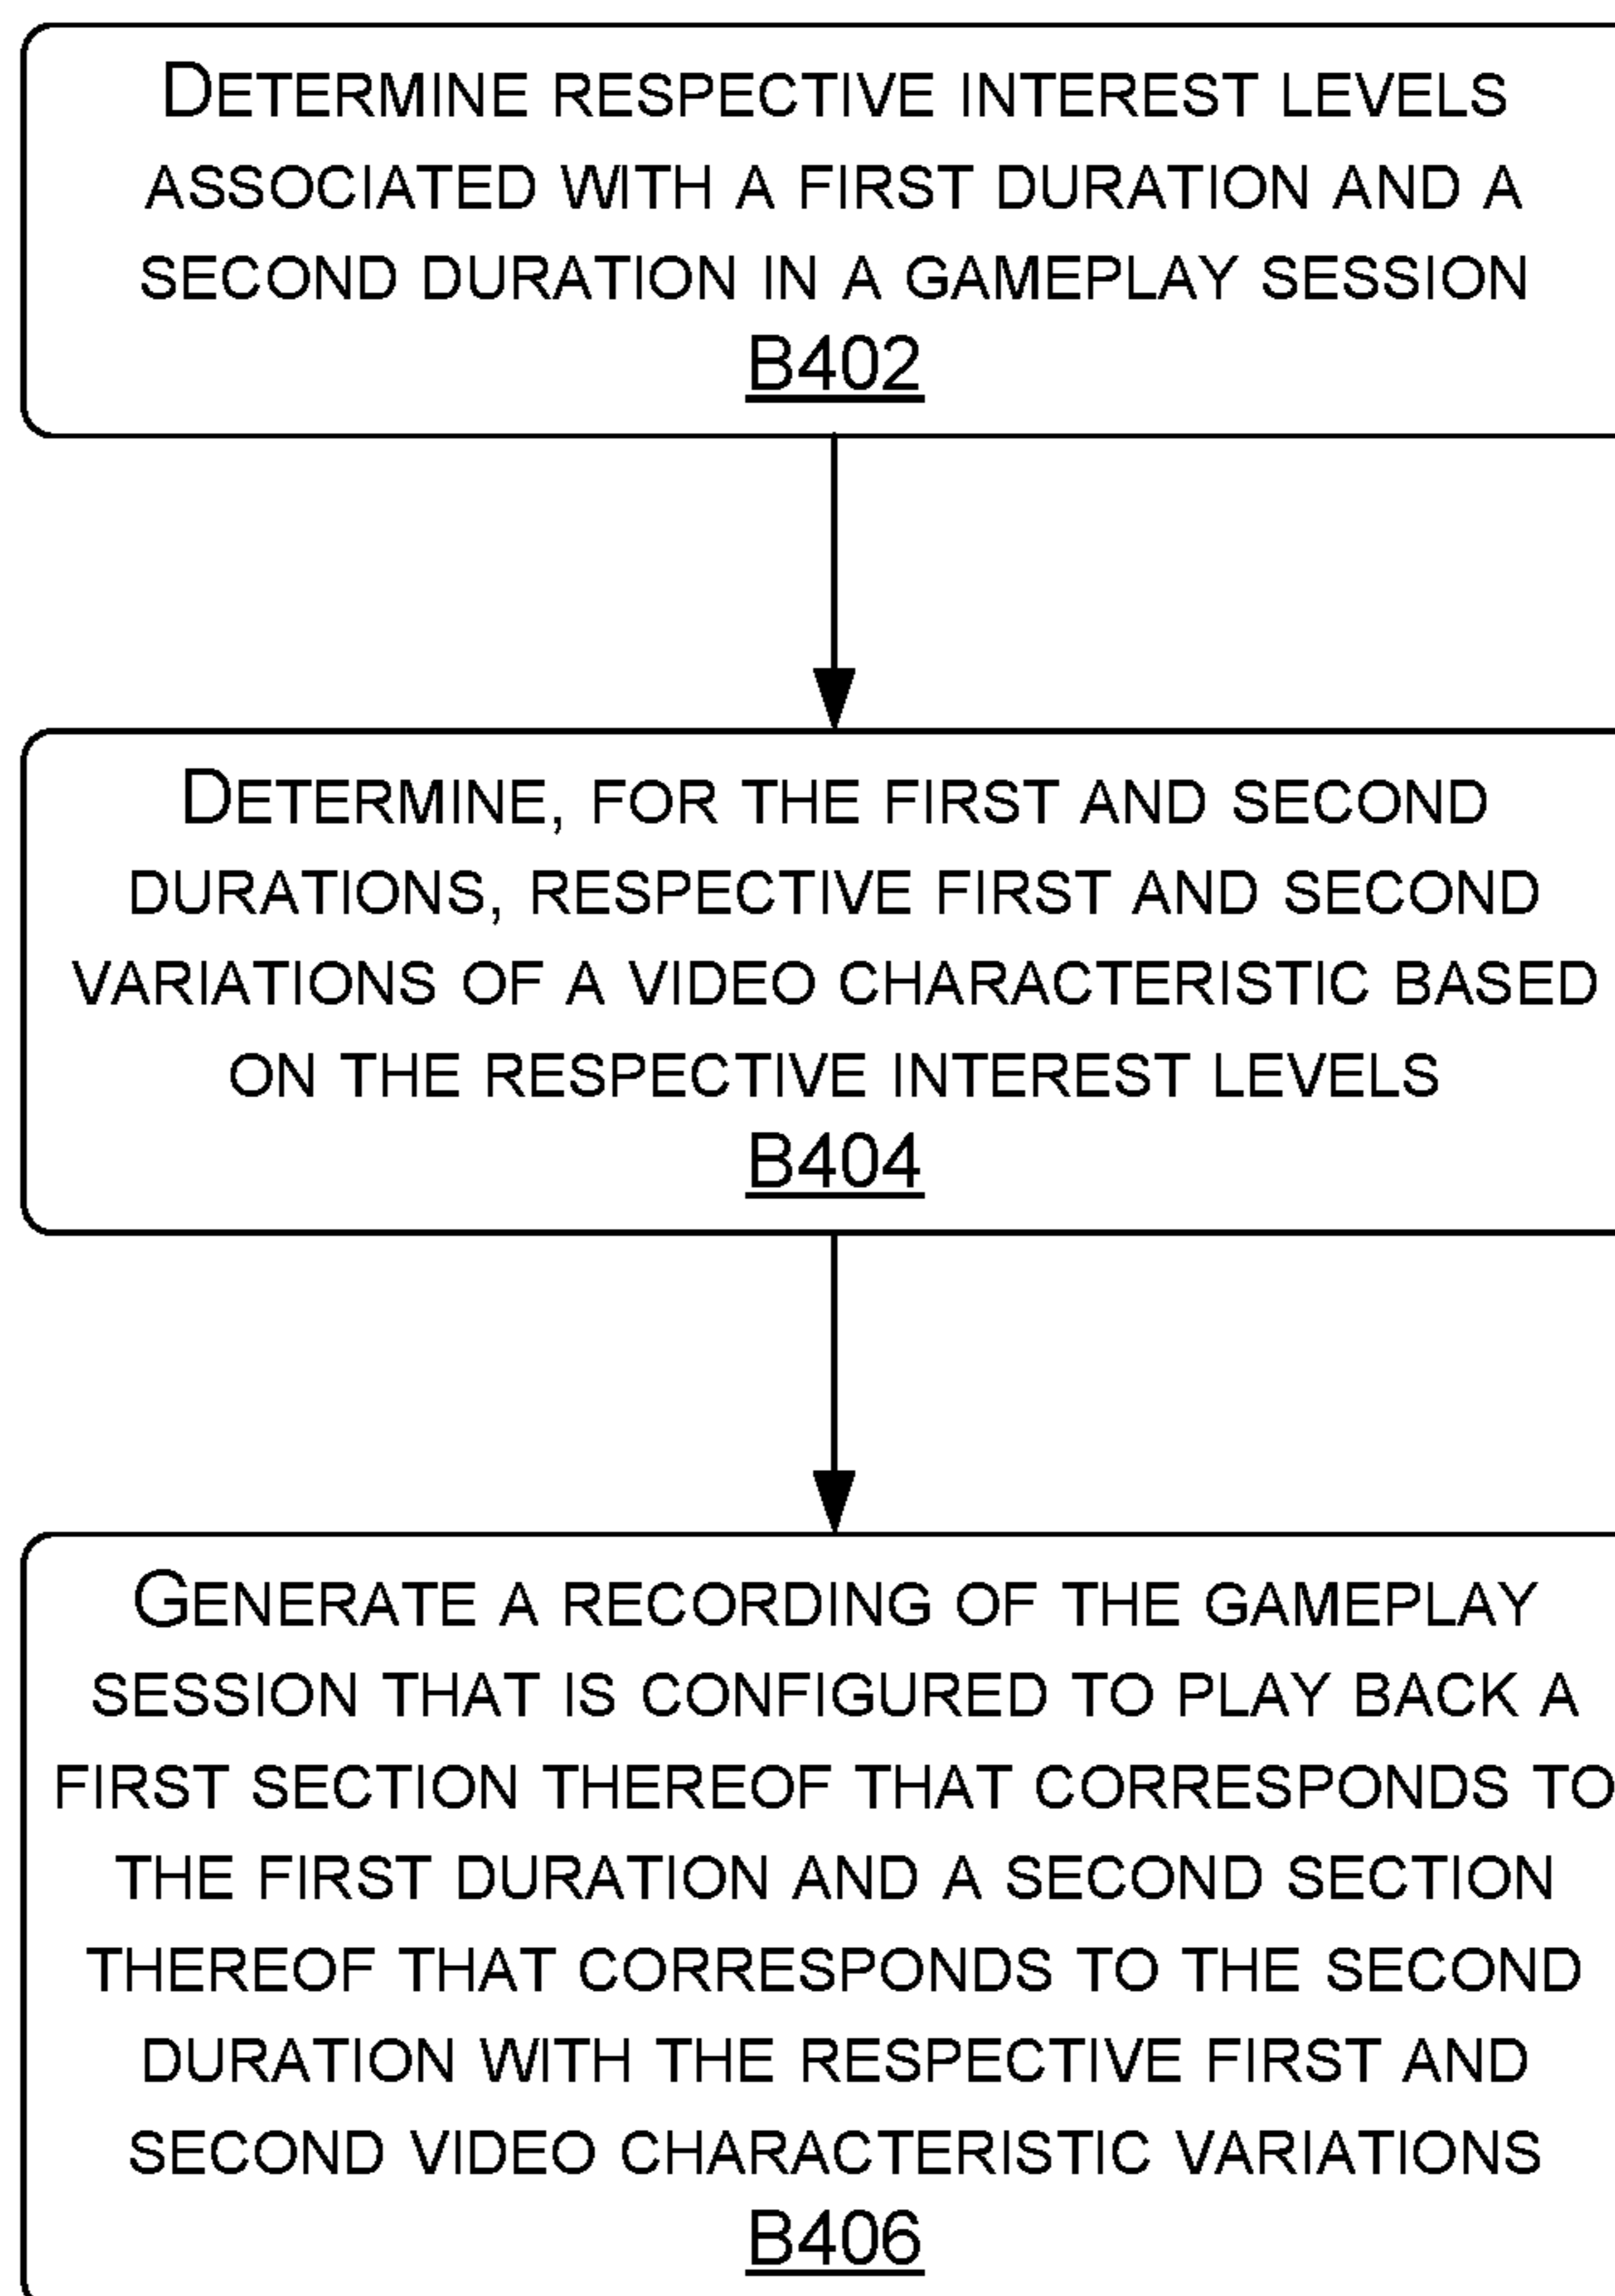 DETERMINE RESPECTIVE INTEREST LEVELS
ASSOCIATED WITH A FIRST DURATION AND A
SECOND DURATION IN A GAMEPLAY SESSION
B402
DETERMINE, FOR THE FIRST AND SECOND
DURATIONS, RESPECTIVE FIRST AND SECOND
VARIATIONS OF A VIDEO CHARACTERISTIC BASED
ON THE RESPECTIVE INTEREST LEVELS
B404
GENERATE A RECORDING OF THE GAMEPLAY
SESSION THAT IS CONFIGURED TO PLAY BACK A
FIRST SECTION THEREOF THAT CORRESPONDS TO
THE FIRST DURATION AND A SECOND SECTION
THEREOF THAT CORRESPONDS TO THE SECOND
DURATION WITH THE RESPECTIVE FIRST AND
SECOND VIDEO CHARACTERISTIC VARIATIONS
B406